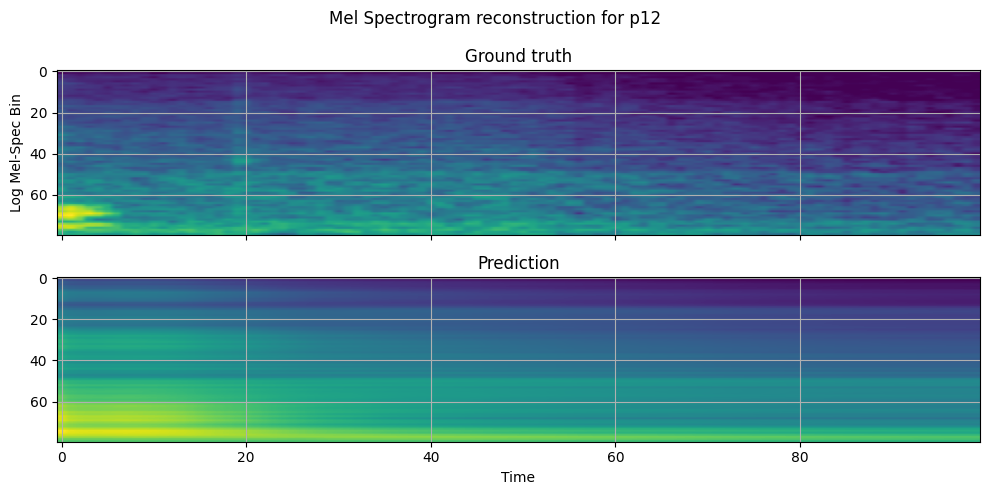 Mel Spectrogram reconstruction for p12
Ground truth
Log Mel-Spec Bin
0
20
40
60
Prediction
0
20
40
60
0 20 40 60 80
Time